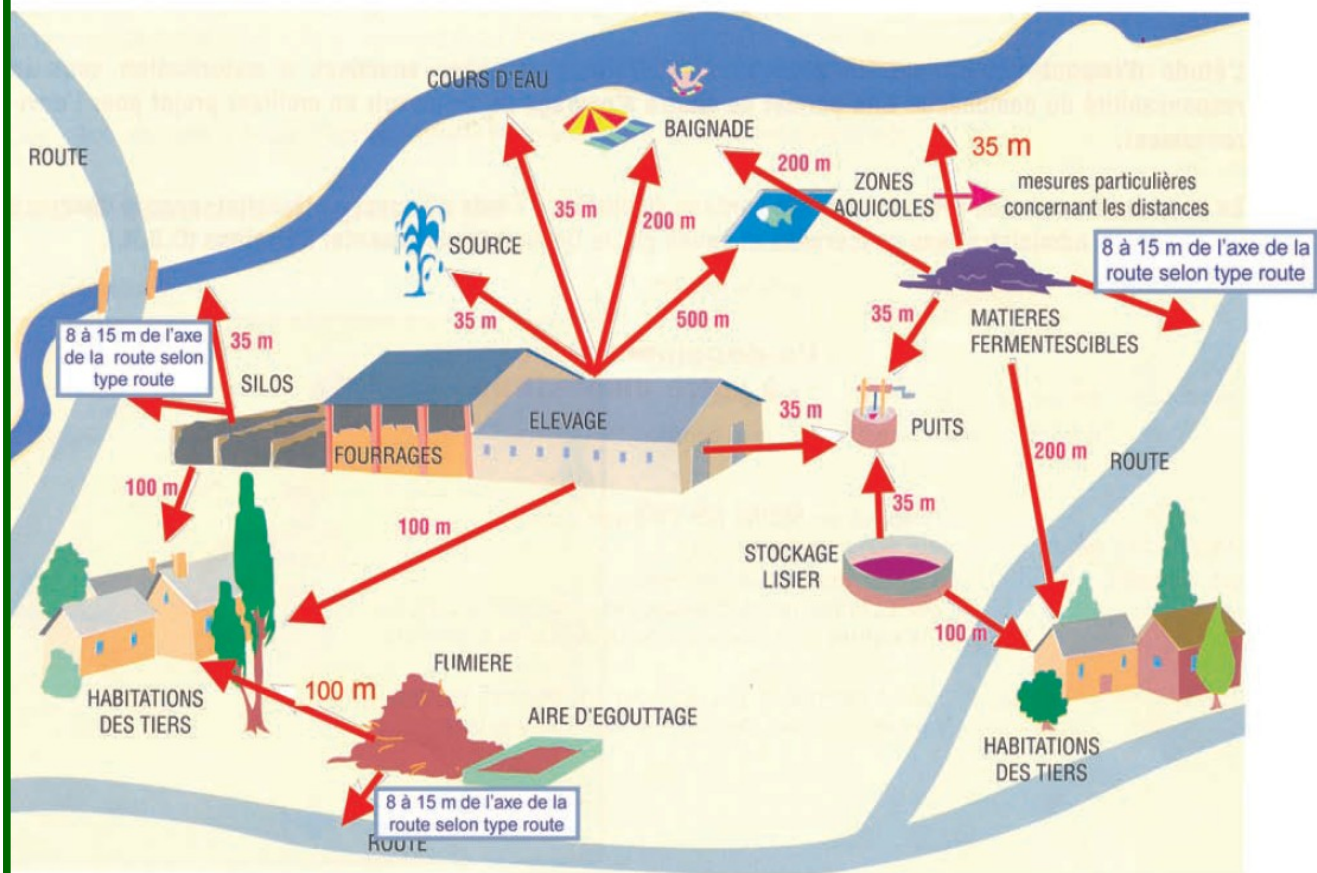 COURS D'EAU
BAIGNADE
ROUTE
200 m
35 m
ZONES
AQUICOLES
mesures particulières
concernant les distances
SOURCE
35 m
200 m
8 à 15 m de l'axe de la
route selon type route
35 m
500 m
35 m
MATIERES
FERMENTESCIBLES
8 à 15 m de l'axe
de la route selon
type route
35 m
SILOS
ELEVAGE
35 m
PUITS
FOURRAGES
200 m
ROUTE
100 m
100 m
35 m
STOCKAGE
LISIER
100 m
FUMIERE
100 m
HABITATIONS
DES TIERS
AIRE D'EGOUTTAGE
HABITATIONS
DES TIERS
8 à 15 m de l'axe de la
route selon type route
ROUTE